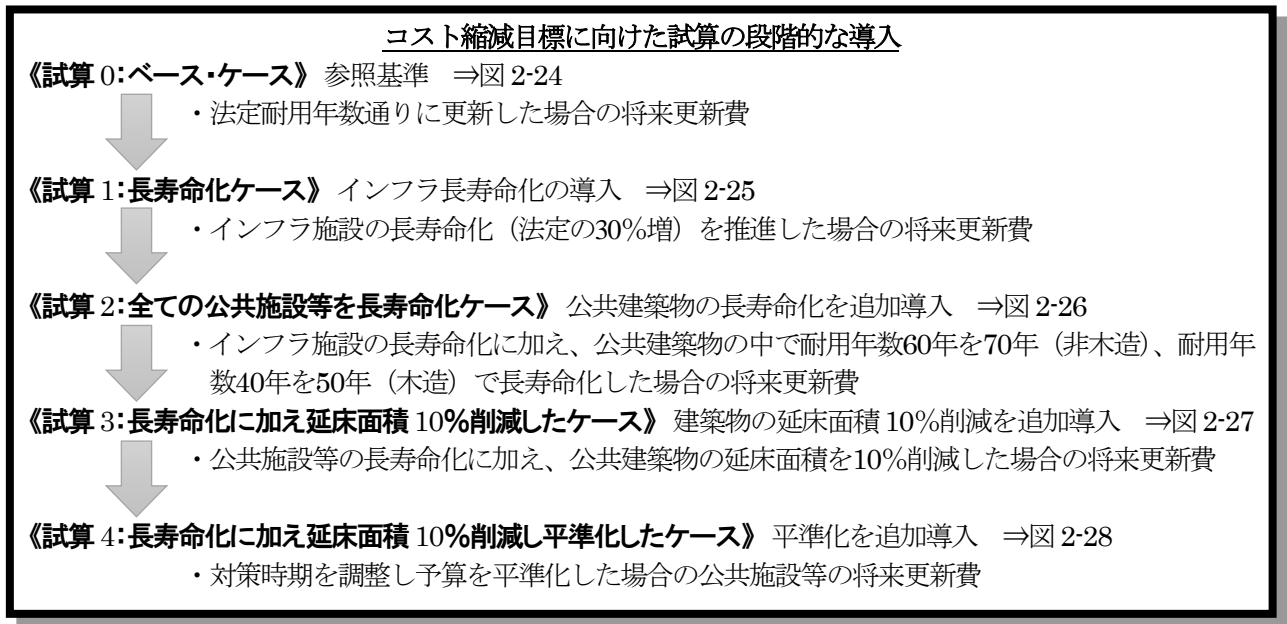 コスト縮減目標に向けた試算の段階的な導入
《試算 0:ベース・ケース》 参照基準 ⇒図 2-24
・法定耐用年数通りに更新した場合の将来更新費
《試算 1:長寿命化ケース》 インフラ長寿命化の導入 ⇒図 2-25
・インフラ施設の長寿命化（法定の30％増）を推進した場合の将来更新費
《試算 2:全ての公共施設等を長寿命化ケース》 公共建築物の長寿命化を追加導入 ⇒図 2-26
・インフラ施設の長寿命化に加え、公共建築物の中で耐用年数60年を70年（非木造）、耐用年
数40年を50年（木造）で長寿命化した場合の将来更新費
《試算 3:長寿命化に加え延床面積 10％削減したケース》 建築物の延床面積 10％削減を追加導入 ⇒図 2-27
・公共施設等の長寿命化に加え、公共建築物の延床面積を10％削減した場合の将来更新費
《試算 4:長寿命化に加え延床面積 10％削減し平準化したケース》 平準化を追加導入 ⇒図 2-28
・対策時期を調整し予算を平準化した場合の公共施設等の将来更新費